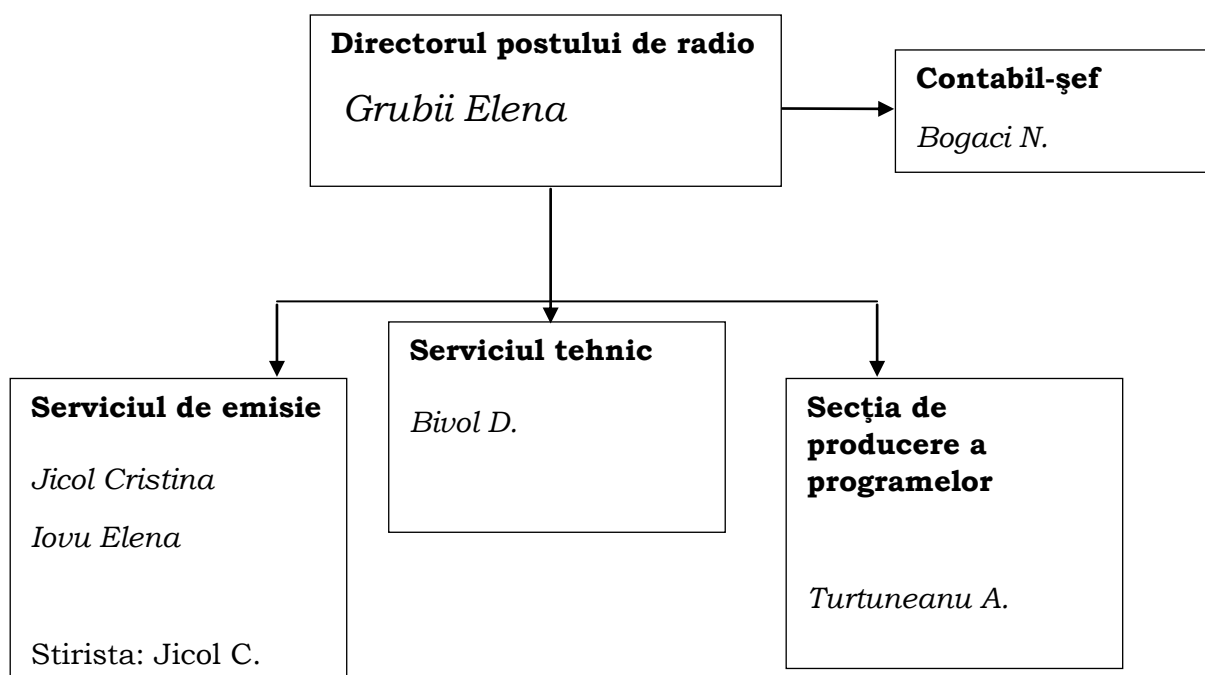 Directorul postului de radio
Grubii Elena
Contabil-şef
Bogaci N.
Serviciul de emisie
Jicol Cristina
Iovu Elena
Stirista: Jicol C.
Serviciul tehnic
Bivol D.
Secţia de
producere a
programelor
Turtuneanu A.